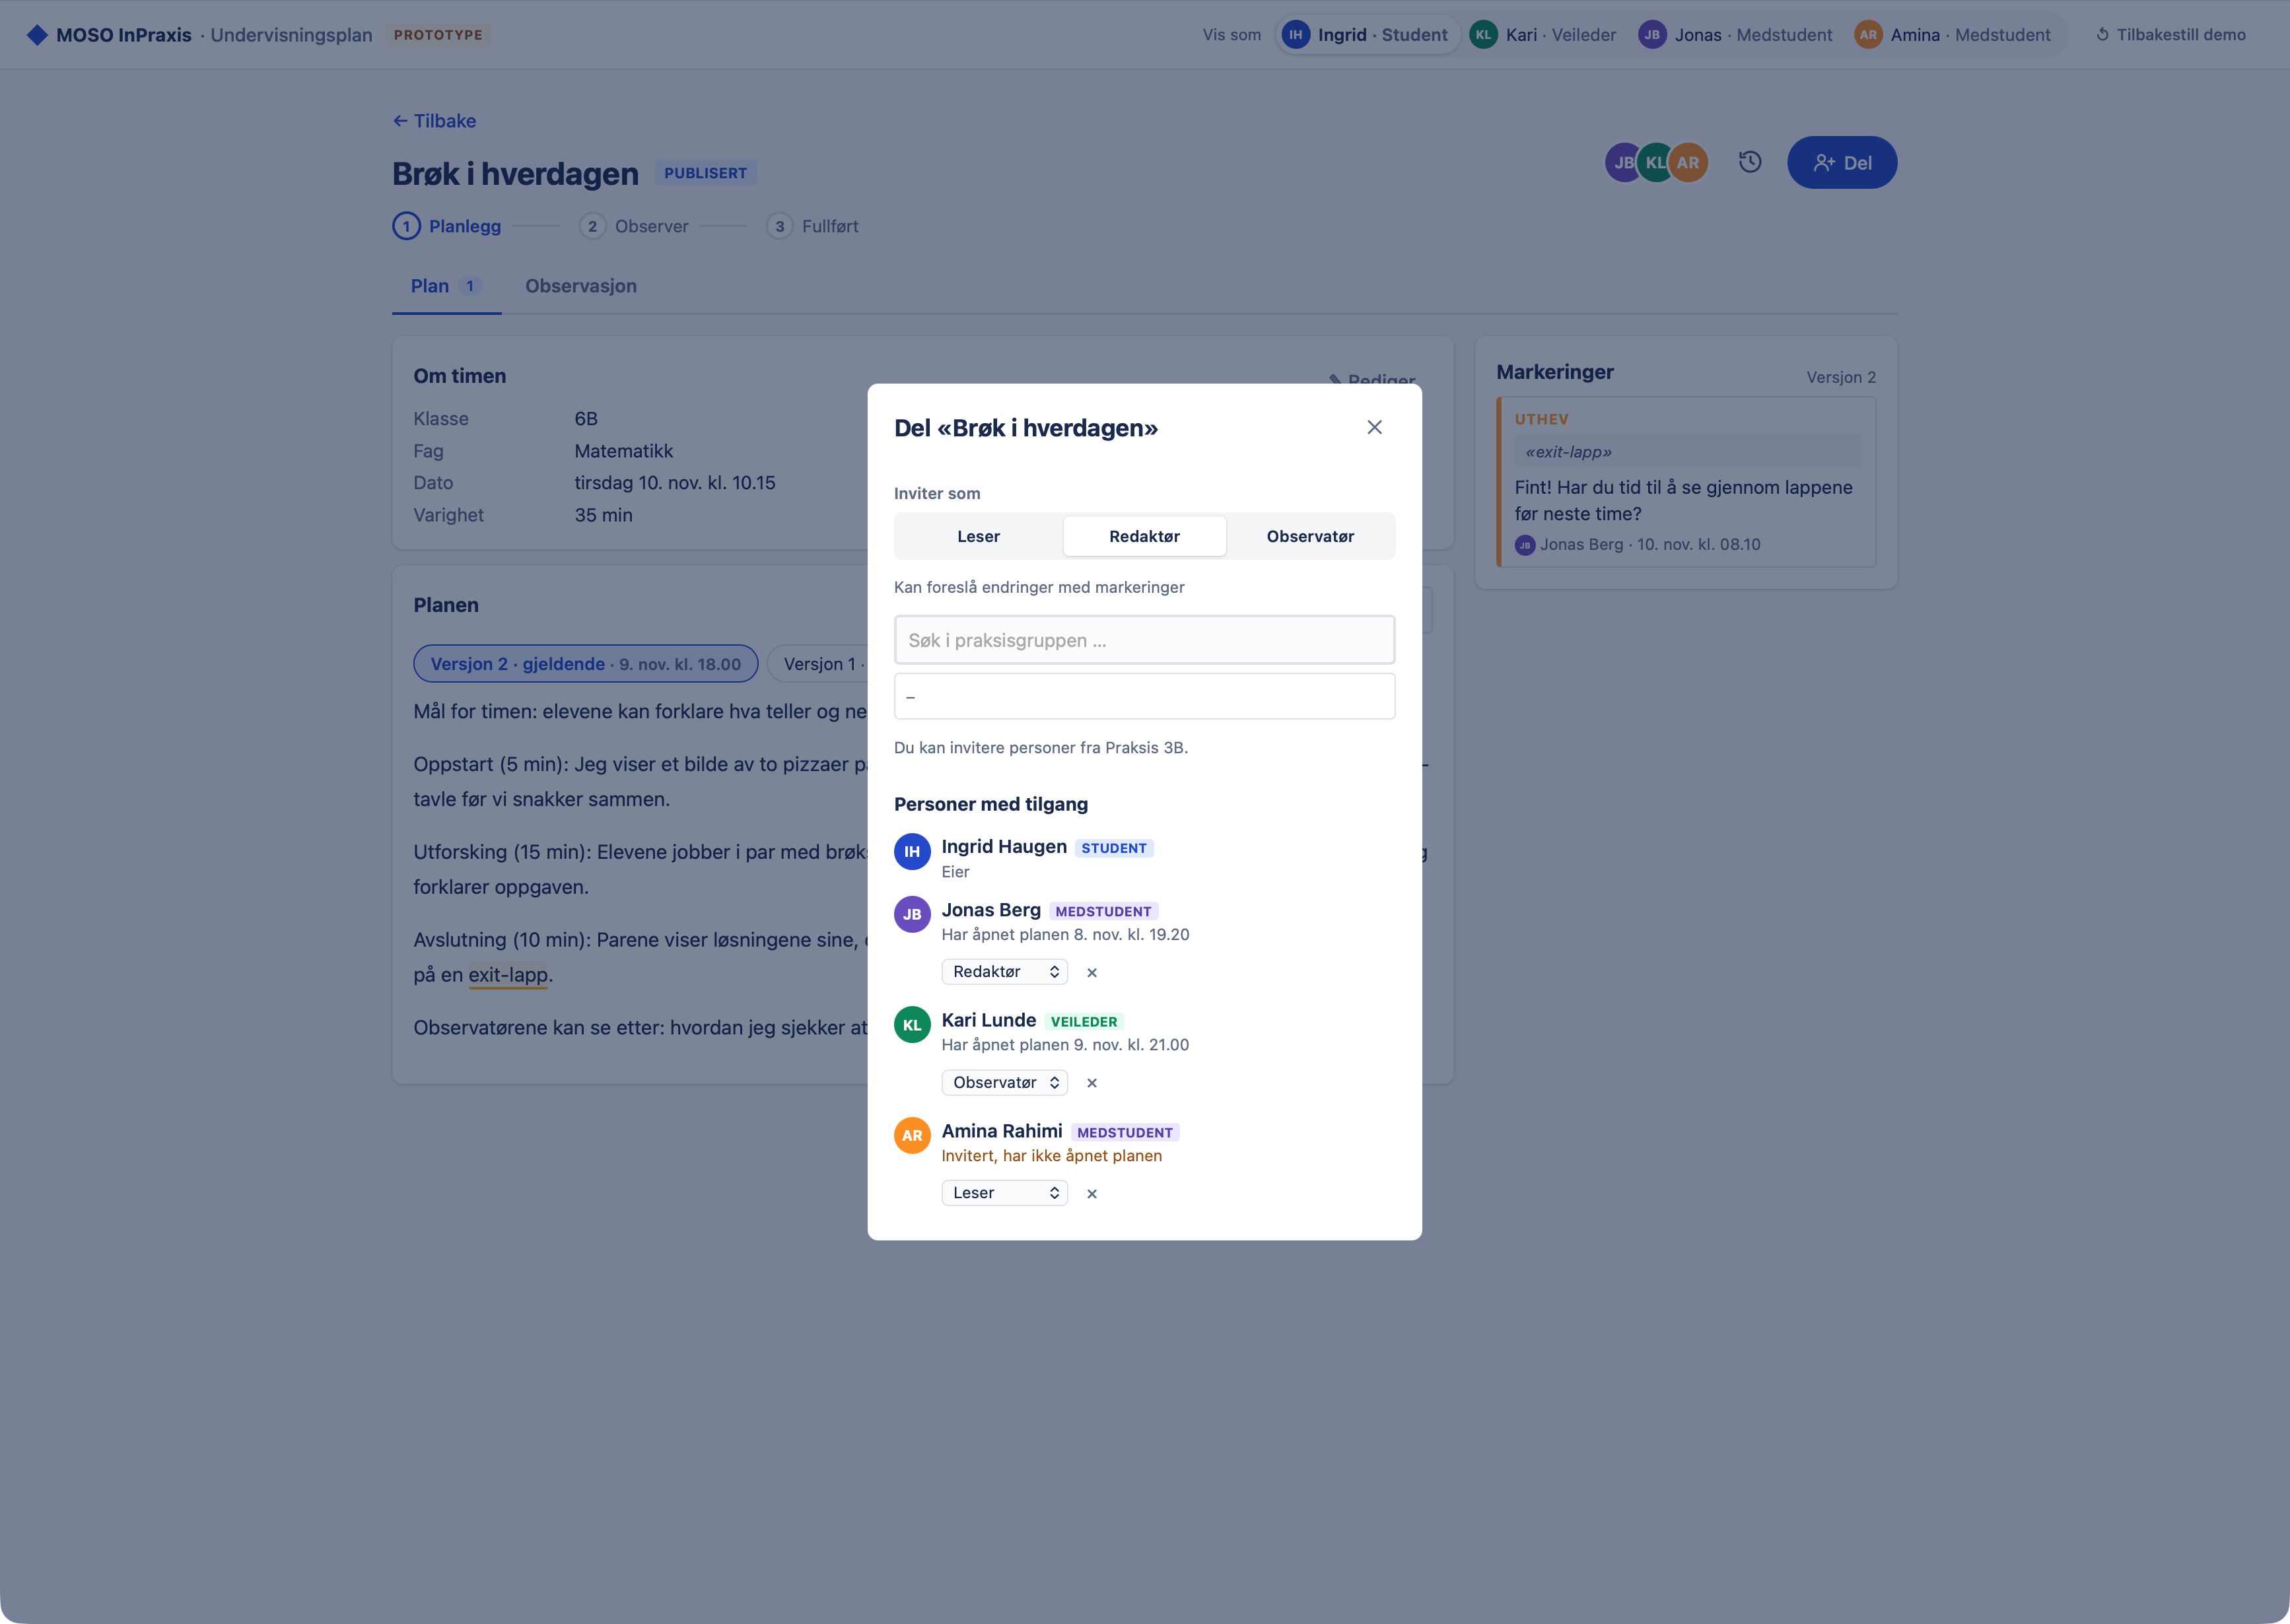 MOSO InPraxis · Undervisningsplan PROTOTYPE
Vis som IH Ingrid · Student KL Kari · Veileder JB Jonas · Medstudent AR Amina · Medstudent Tilbakestill demo
← Tilbake
Brøk i hverdagen PUBLISERT
JB KL AR Del
1 Planlegg 2 Observer 3 Fullført
Plan 1 Observasjon
Om timen
Rediger
Klasse 6B
Fag Matematikk
Dato tirsdag 10. nov. kl. 10.15
Varighet 35 min
Planen
Versjon 2 · gjeldende · 9. nov. kl. 18.00 Versjon 1 ·
Mål for timen: elevene kan forklare hva teller og
Oppstart (5 min): Jeg viser et bilde av to pizzaer
tavle før vi snakker sammen.
Utforsking (15 min): Elevene jobber i par med
forklarer oppgaven.
Avslutning (10 min): Parene viser løsningene sine,
på en exit-lapp.
Observatørene kan se etter: hvordan jeg sjekker at
Markeringer Versjon 2
UTHEV
«exit-lapp»
Fint! Har du tid til å se gjennom lappene
før neste time?
JB Jonas Berg · 10. nov. kl. 08.10
Del «Brøk i hverdagen»
Inviter som
Leser Redaktør Observatør
Kan foreslå endringer med markeringer
Søk i praksisgruppen ...
–
Du kan invitere personer fra Praksis 3B.
Personer med tilgang
IH Ingrid Haugen STUDENT
Eier
JB Jonas Berg MEDSTUDENT
Har åpnet planen 8. nov. kl. 19.20
Redaktør ×
KL Kari Lunde VEILEDER
Har åpnet planen 9. nov. kl. 21.00
Observatør ×
AR Amina Rahimi MEDSTUDENT
Invitert, har ikke åpnet planen
Leser ×